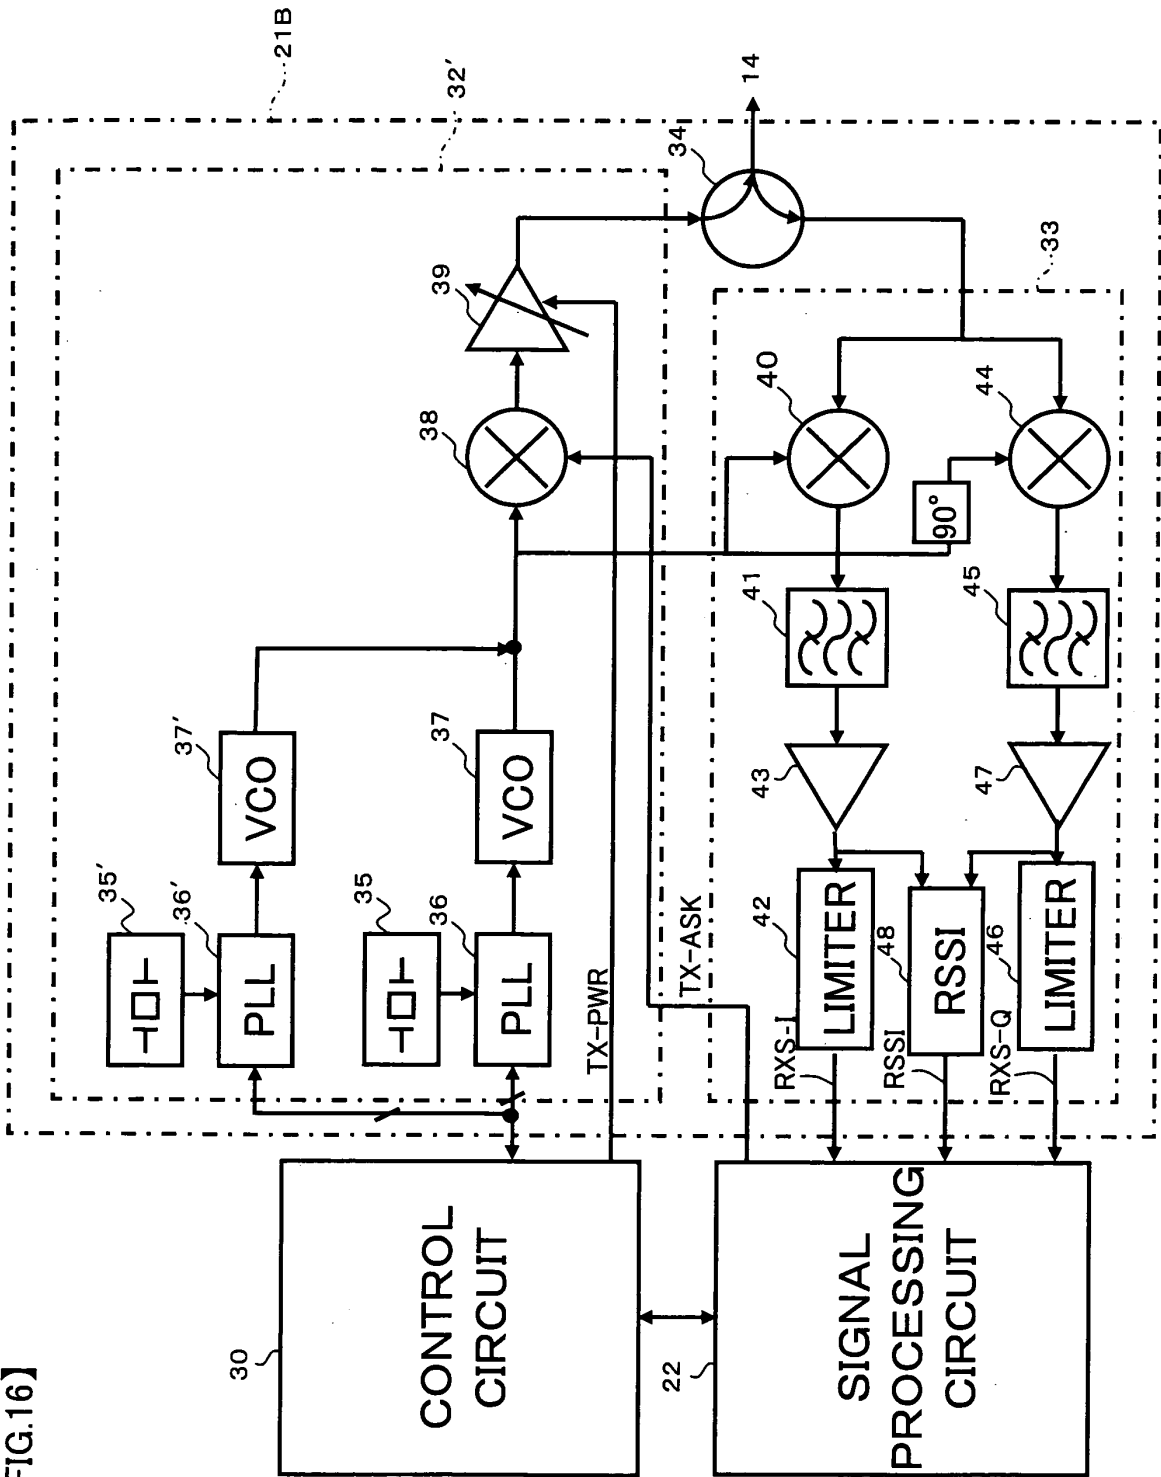 FIG.16】
21B
32'
14
34
33
39
38
40
44
90°
41
45
37'
VCO
37
VCO
43
47
35'
36'
PLL
35
36
PLL
TX-PWR
TX-ASK
42
LIMITER
48
RSSI
46
LIMITER
RXS-I
RSSI
RXS-Q
30
CONTROL
CIRCUIT
22
SIGNAL
PROCESSING
CIRCUIT